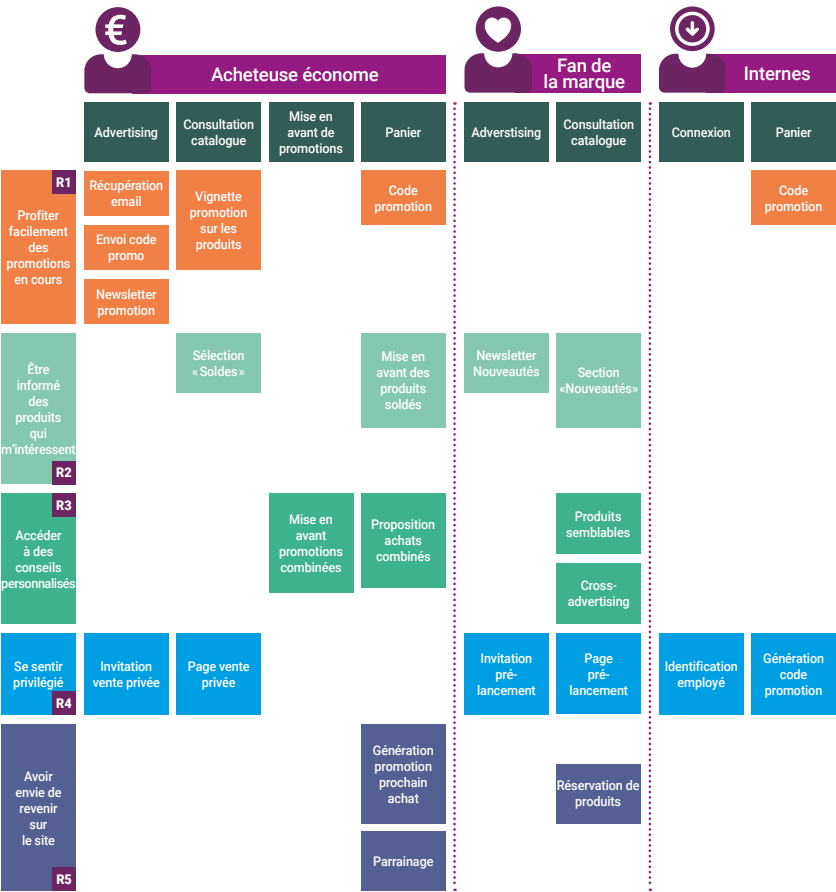 €
Acheteuse économe
Fan de
la marque
Internes
Advertising
Consultation
catalogue
Mise en
avant de
promotions
Panier
Adverstising
Consultation
catalogue
Connexion
Panier
R1
Profiter
facilement
des
promotions
en cours
Récupération
email
Envoi code
promo
Newsletter
promotion
Vignette
promotion
sur les
produits
Code
promotion
Code
promotion
Être
informé
des
produits
qui
m'intéressent
R2
Sélection
«Soldes»
Mise en
avant des
produits
soldés
Newsletter
Nouveautés
Section
«Nouveautés»
R3
Accéder
à des
conseils
personnalisés
Mise en
avant
promotions
combinées
Proposition
achats
combinés
Produits
semblables
Cross-
advertising
Se sentir
privilégié
R4
Invitation
vente privée
Page vente
privée
Invitation
pré-
lancement
Page
pré-
lancement
Identification
employé
Génération
code
promotion
Avoir
envie de
revenir
sur
le site
R5
Génération
promotion
prochain
achat
Parrainage
Réservation de
produits